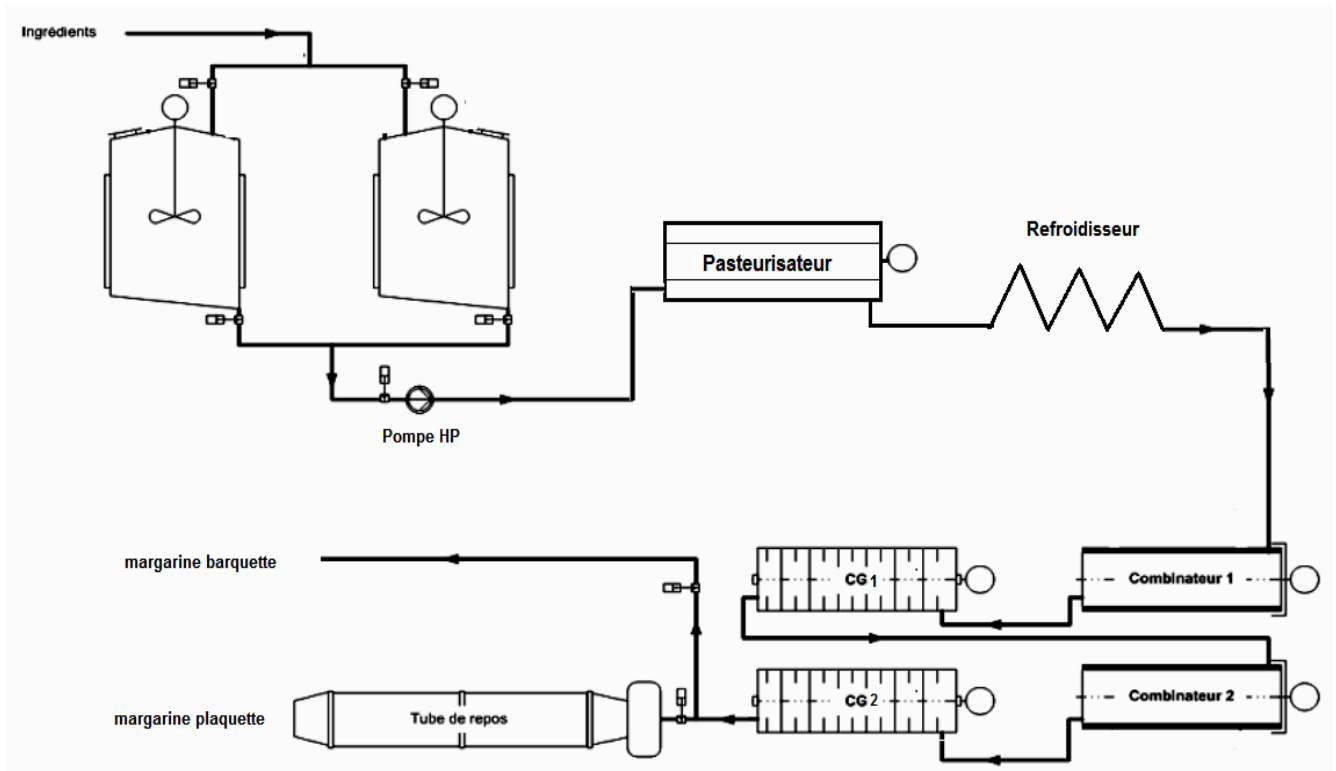 Ingrédients
Refroidisseur
Pasteurisateur
Pompe HP
margarine barquette
CG 1
Combinateur 1
margarine plaquette
Tube de repos
CG 2
Combinateur 2